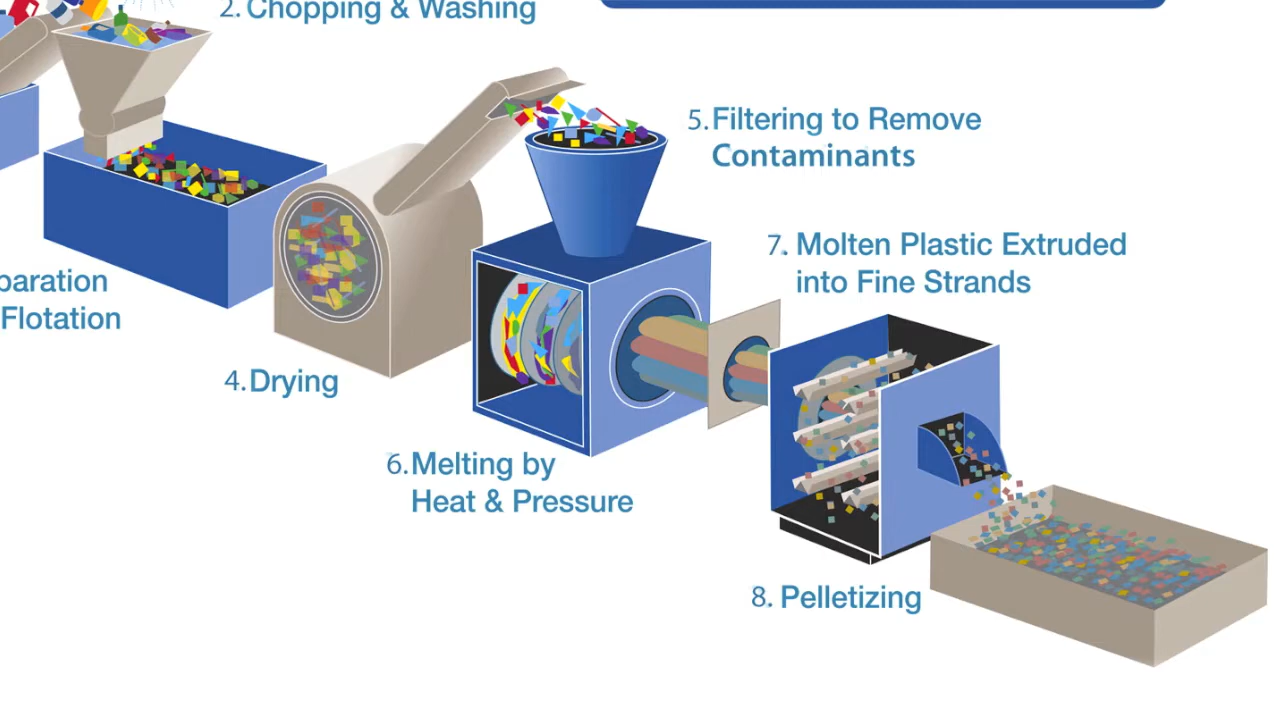 2. Chopping & Washing
5. Filtering to Remove
Contaminants
7. Molten Plastic Extruded
into Fine Strands
Flotation
4. Drying
6. Melting by
Heat & Pressure
8. Pelletizing